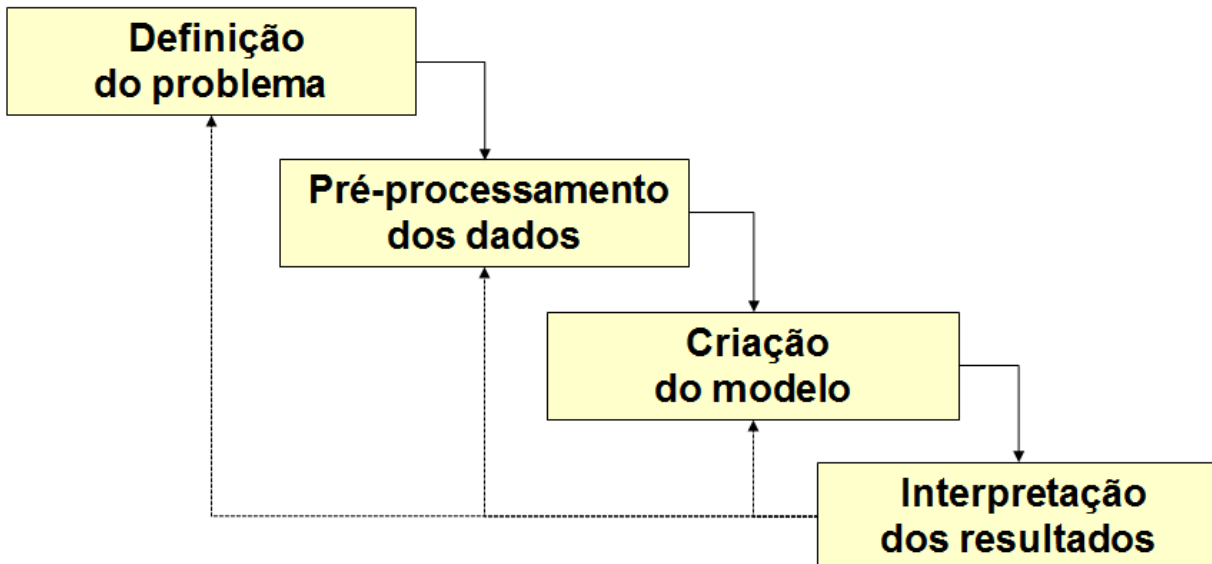 Definição
do problema
Pré-processamento
dos dados
Criação
do modelo
Interpretação
dos resultados